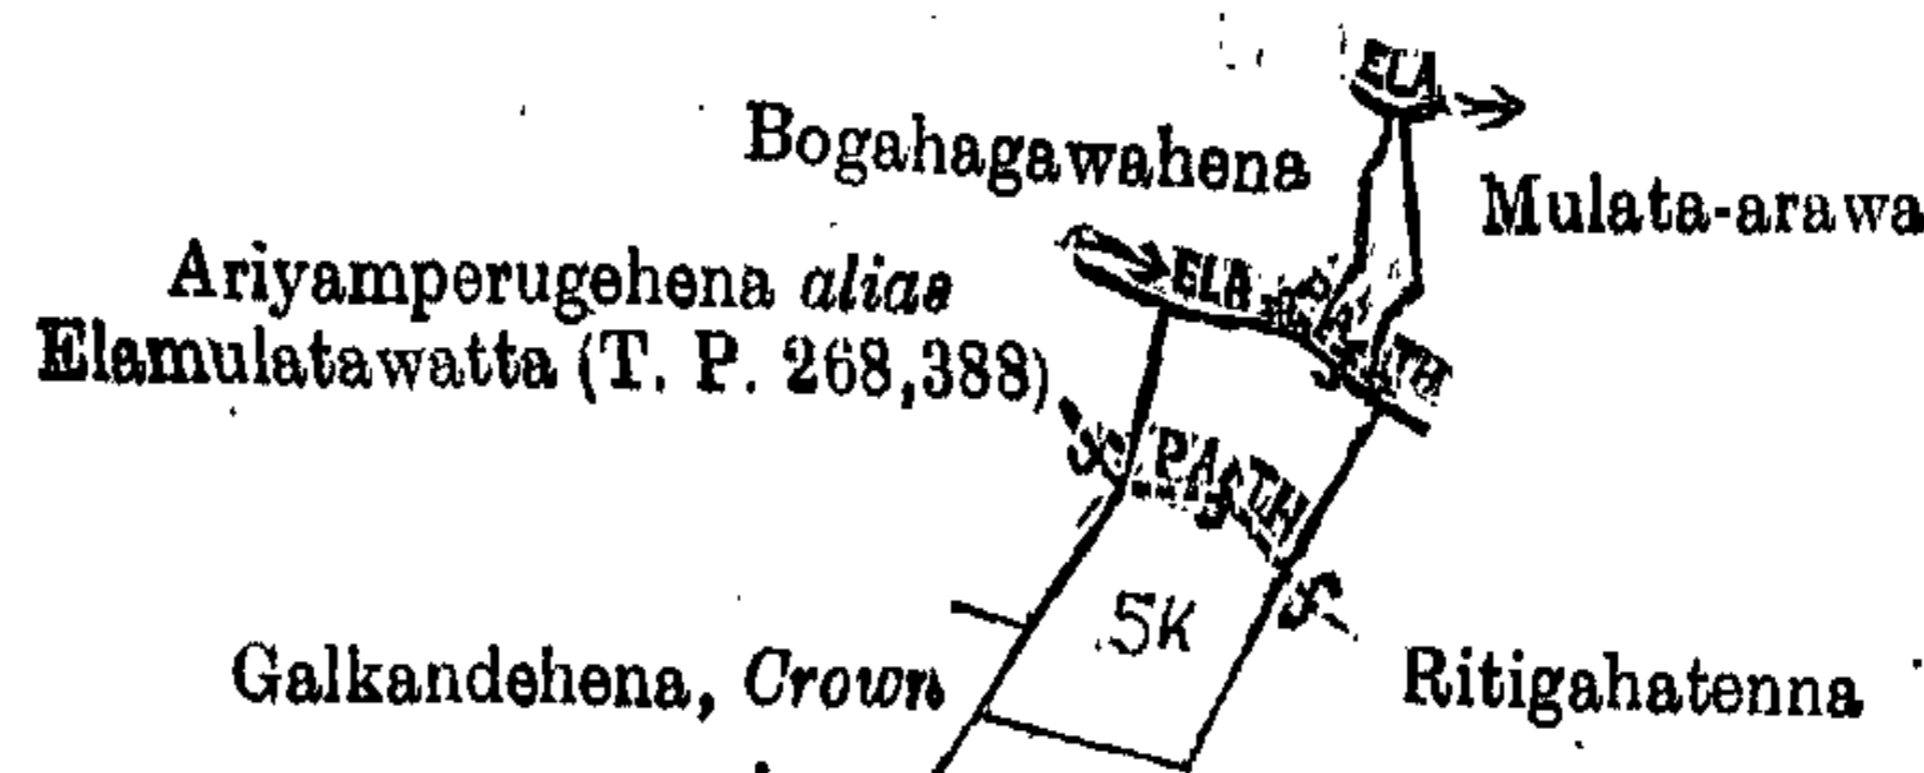 ELA
Bogahagawahena
Mulata-arawa
ELA
PATH
Ariyamperugehena alias
Elamulatawatta (T. P. 268,388)
PATH
5K
Galkandehena, Crown
Ritigahatenna